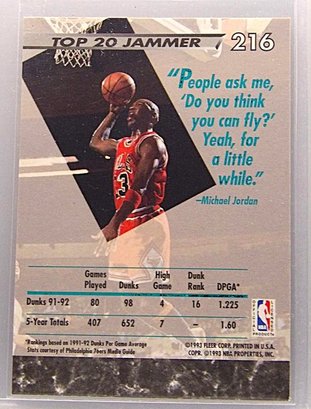 TOP 20 JAMMER 216
“People ask me,
‘Do you think
you can fly?’
Yeah, for
a little
while.”
–Michael Jordan
Games Played Dunks High Game Dunk Rank DPGA*
Dunks 91-92 80 98 4 16 1.225
5-Year Totals 407 652 7 – 1.60
*Rankings based on 1991-92 Dunks Per Game Average
Stats courtesy of Philadelphia 76ers Media Guide
©1993 FLEER CORP. PRINTED IN U.S.A.
COPR. ©1993 NBA PROPERTIES, INC.
NBA